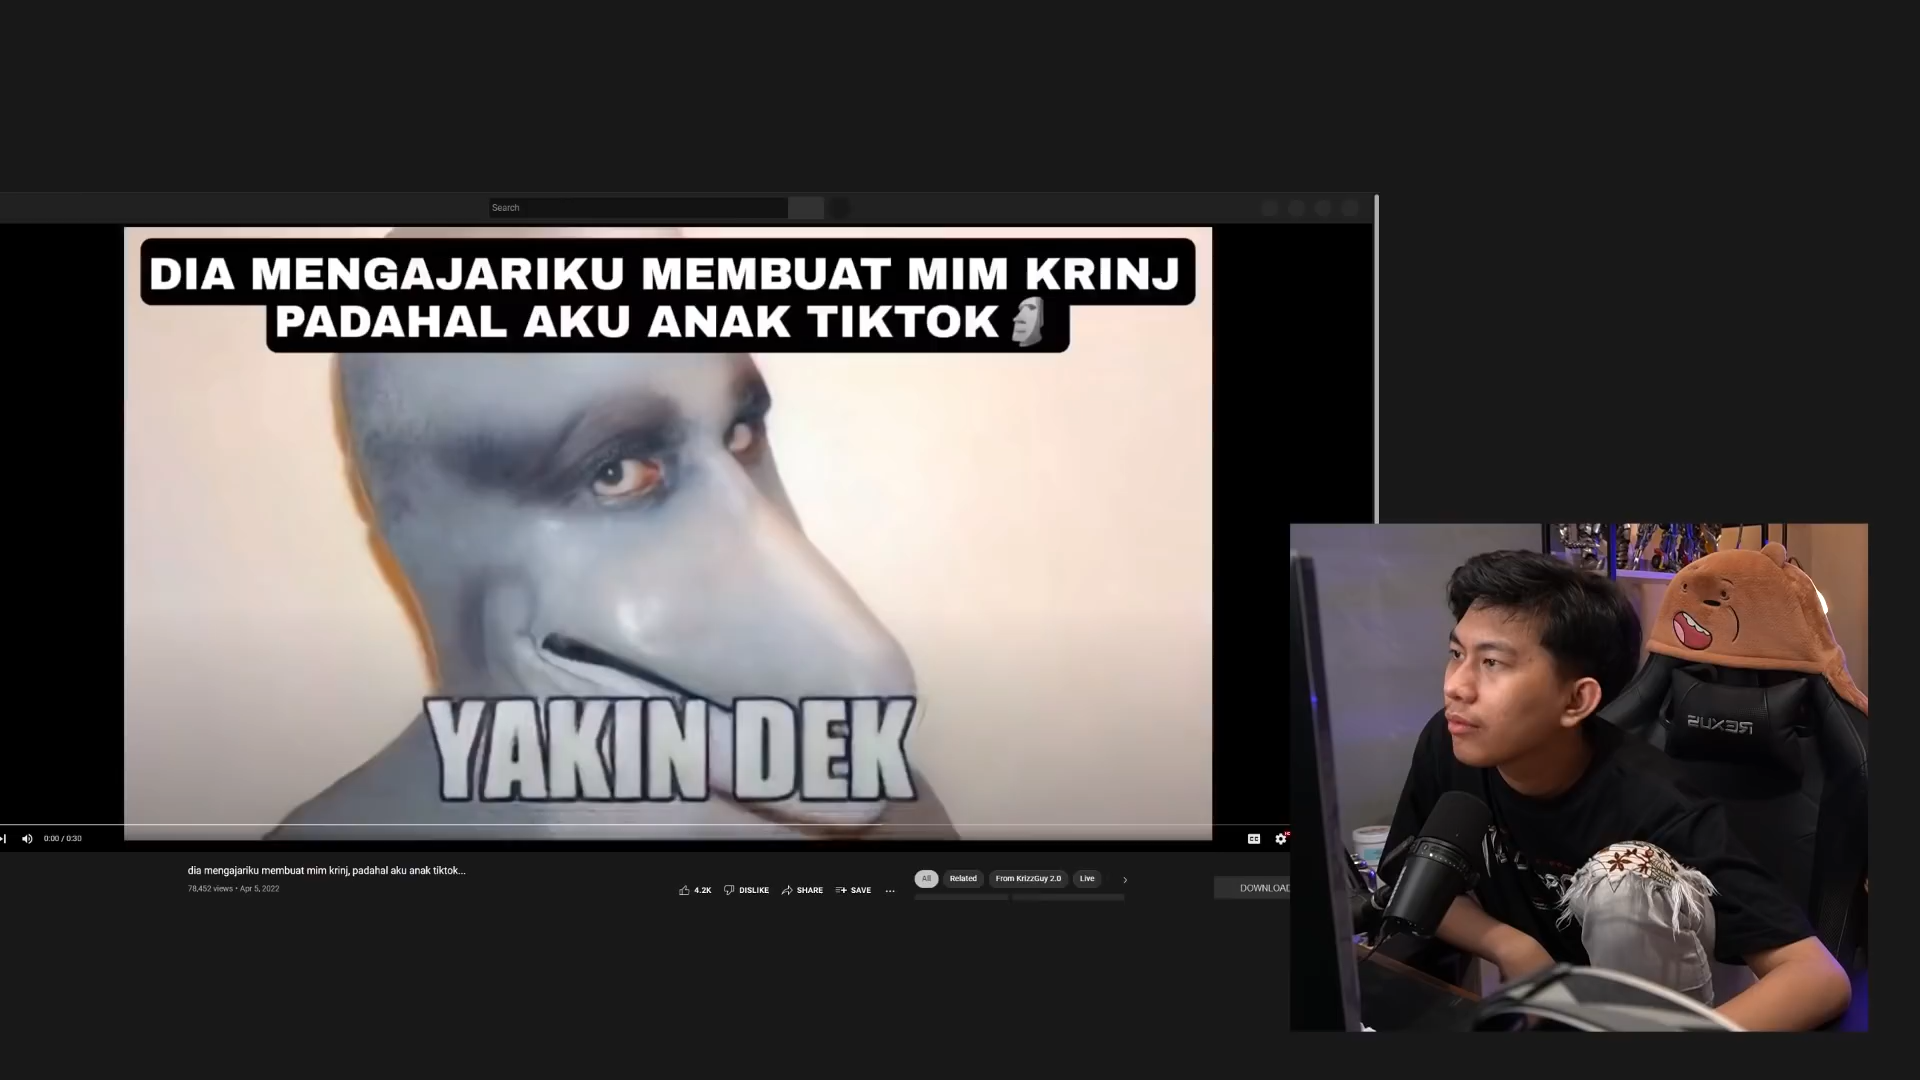 Search
DIA MENGAJARIKU MEMBUAT MIM KRINJ
PADAHAL AKU ANAK TIKTOK🗿
YAKIN DEK
0:00 / 0:30
dia mengajariku membuat mim krinj, padahal aku anak tiktok...
78,452 views • Apr 5, 2022
4.2K DISLIKE SHARE SAVE ...
All Related From KrizzGuy 2.0 Live
DOWNLOAD
REXUS